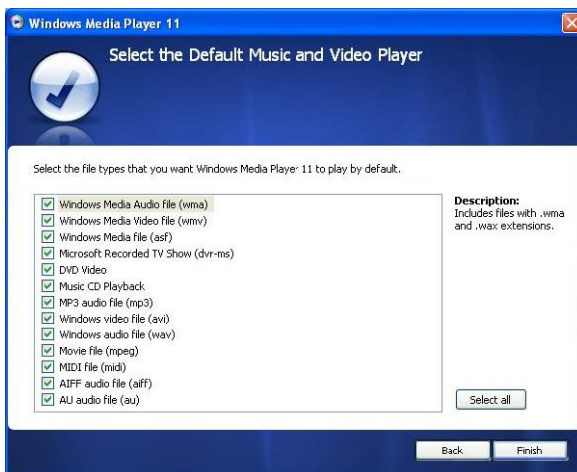 Windows Media Player 11
Select the Default Music and Video Player
Select the file types that you want Windows Media Player 11 to play by default.
Windows Media Audio file (wma)
Windows Media Video file (wmv)
Windows Media file (asf)
Microsoft Recorded TV Show (dvr-ms)
DVD Video
Music CD Playback
MP3 audio file (mp3)
Windows video file (avi)
Windows audio file (wav)
Movie file (mpeg)
MIDI file (midi)
AIFF audio file (aiff)
AU audio file (au)
Description:
Includes files with .wma
and .wax extensions.
Select all
Back Finish